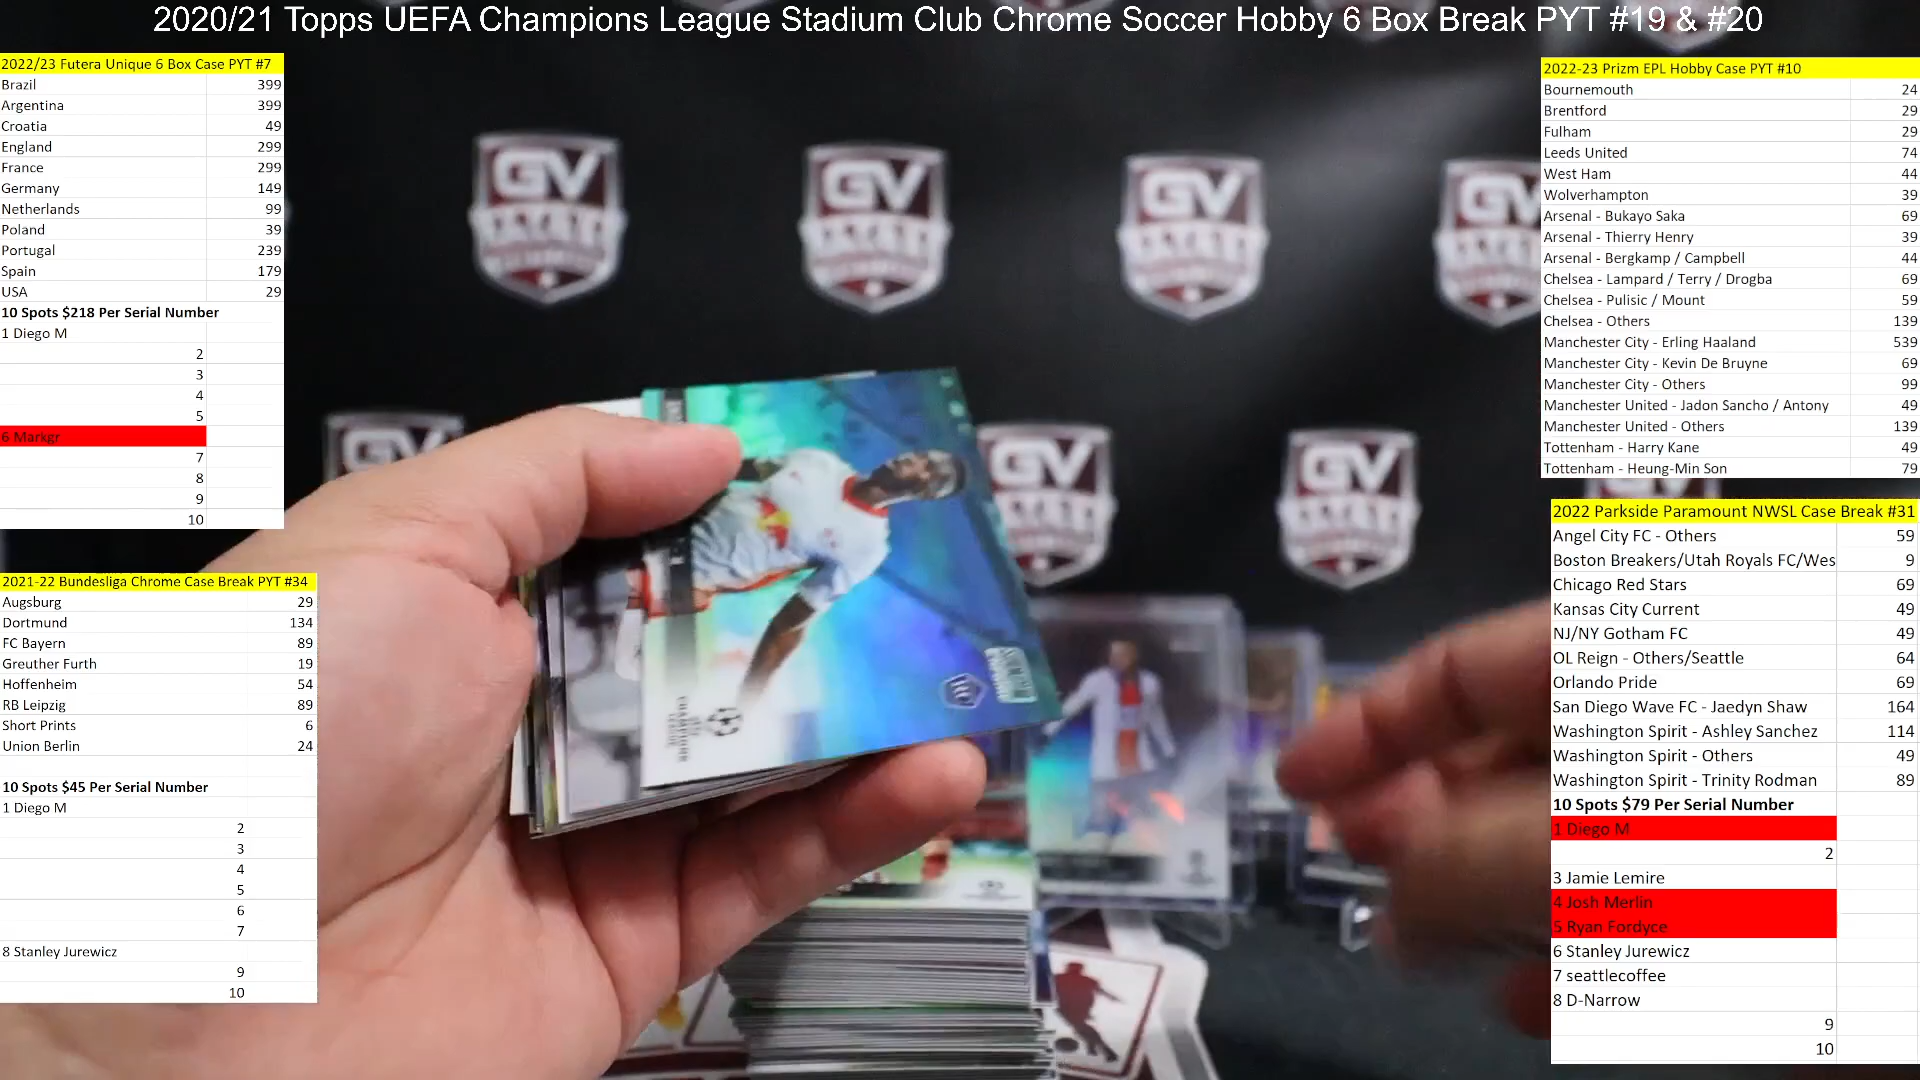 2020/21 Topps UEFA Champions League Stadium Club Chrome Soccer Hobby 6 Box Break PYT #19 & #20
2022/23 Futera Unique 6 Box Case PYT #7
Brazil 399
Argentina 399
Croatia 49
England 299
France 299
Germany 149
Netherlands 99
Poland 39
Portugal 239
Spain 179
USA 29
10 Spots $218 Per Serial Number
1 Diego M
2
3
4
5
6 Markgr
7
8
9
10
2021-22 Bundesliga Chrome Case Break PYT #34
Augsburg 29
Dortmund 134
FC Bayern 89
Greuther Furth 19
Hoffenheim 54
RB Leipzig 89
Short Prints 6
Union Berlin 24
10 Spots $45 Per Serial Number
1 Diego M
2
3
4
5
6
7
8 Stanley Jurewicz
9
10
GV
GV
GV
GV
GV
GV
GV
2022-23 Prizm EPL Hobby Case PYT #10
Bournemouth 24
Brentford 29
Fulham 29
Leeds United 74
West Ham 44
Wolverhampton 39
Arsenal - Bukayo Saka 69
Arsenal - Thierry Henry 39
Arsenal - Bergkamp / Campbell 44
Chelsea - Lampard / Terry / Drogba 69
Chelsea - Pulisic / Mount 59
Chelsea - Others 139
Manchester City - Erling Haaland 539
Manchester City - Kevin De Bruyne 69
Manchester City - Others 99
Manchester United - Jadon Sancho / Antony 49
Manchester United - Others 139
Tottenham - Harry Kane 49
Tottenham - Heung-Min Son 79
2022 Parkside Paramount NWSL Case Break #31
Angel City FC - Others 59
Boston Breakers/Utah Royals FC/Wes 9
Chicago Red Stars 69
Kansas City Current 49
NJ/NY Gotham FC 49
OL Reign - Others/Seattle 64
Orlando Pride 69
San Diego Wave FC - Jaedyn Shaw 164
Washington Spirit - Ashley Sanchez 114
Washington Spirit - Others 49
Washington Spirit - Trinity Rodman 89
10 Spots $79 Per Serial Number
1 Diego M
2
3 Jamie Lemire
4 Josh Merlin
5 Ryan Fordyce
6 Stanley Jurewicz
7 seattlecoffee
8 D-Narrow
9
10